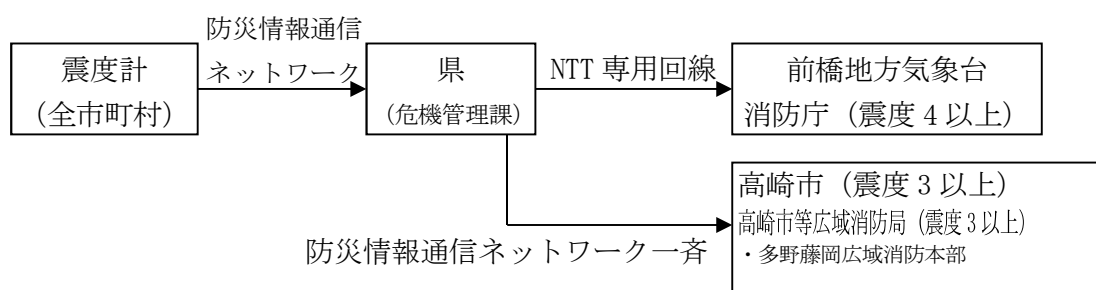 防災情報通信
ネットワーク
震度計
(全市町村)
県
(危機管理課)
NTT 専用回線
前橋地方気象台
消防庁（震度４以上）
高崎市（震度３以上）
高崎市等広域消防局（震度３以上）
・多野藤岡広域消防本部
防災情報通信ネットワーク一斉